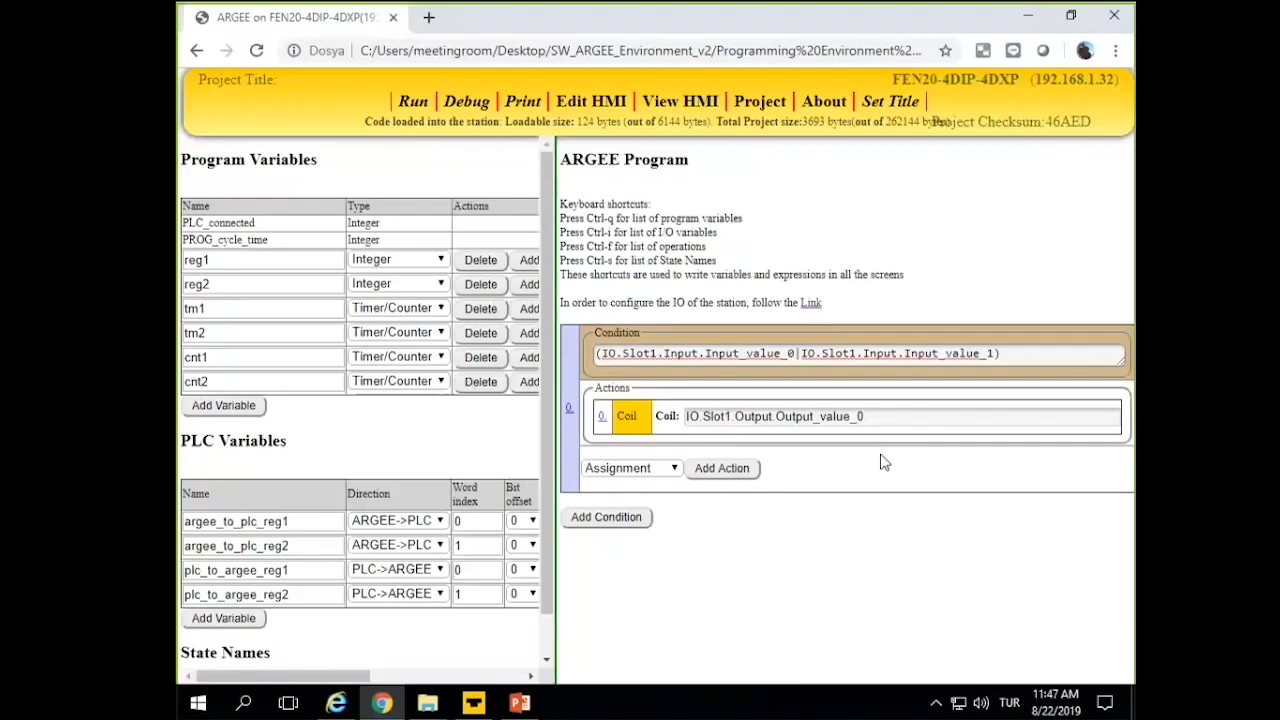 ARGEE on FEN20-4DIP-4DXP(19
Dosya
C:/Users/meetingroom/Desktop/SW_ARGEE_Environment_v2/Programming%20Environment%2...
Project Title:
FEN20-4DIP-4DXP (192.168.1.32)
Run | Debug | Print | Edit HMI | View HMI | Project | About | Set Title |
Code loaded into the station: Loadable size: 124 bytes (out of 6144 bytes). Total Project size:3693 bytes(out of 262144 bytes)
Project Checksum:46AED
Program Variables
Name Type Actions
PLC_connected Integer
PROG_cycle_time Integer
reg1 Integer Delete Add
reg2 Integer Delete Add
tm1 Timer/Counter Delete Add
tm2 Timer/Counter Delete Add
cnt1 Timer/Counter Delete Add
cnt2 Timer/Counter Delete Add
Add Variable
PLC Variables
Name Direction Word index Bit offset
argee_to_plc_reg1 ARGEE->PLC 0 0
argee_to_plc_reg2 ARGEE->PLC 1 0
plc_to_argee_reg1 PLC->ARGEE 0 0
plc_to_argee_reg2 PLC->ARGEE 1 0
Add Variable
State Names
ARGEE Program
Keyboard shortcuts:
Press Ctrl-q for list of program variables
Press Ctrl-i for list of I/O variables
Press Ctrl-f for list of operations
Press Ctrl-s for list of State Names
These shortcuts are used to write variables and expressions in all the screens
In order to configure the IO of the station, follow the Link
Condition
(IO.Slot1.Input.Input_value_0|IO.Slot1.Input.Input_value_1)
Actions
0.
0. Coil Coil: IO.Slot1.Output.Output_value_0
Assignment Add Action
Add Condition
TUR
11:47 AM
8/22/2019